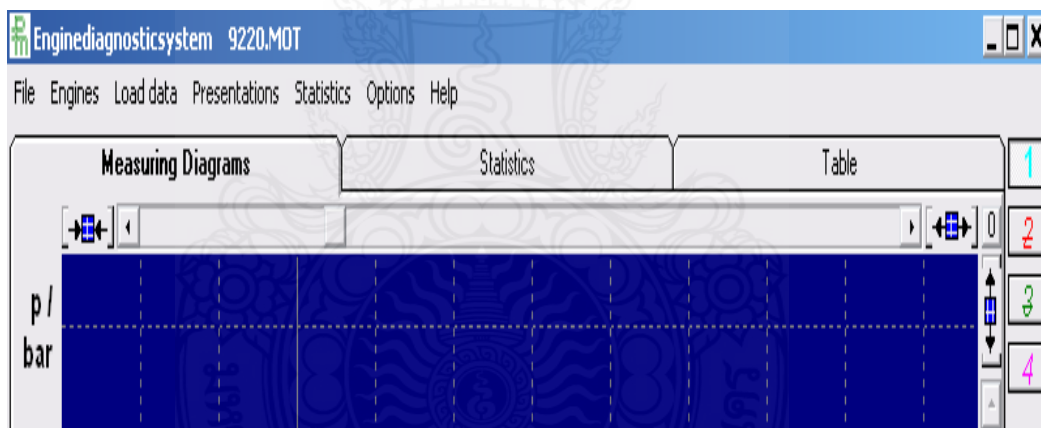 pm Enginediagnosticsystem 9220.MOT
File Engines Load data Presentations Statistics Options Help
Measuring Diagrams Statistics Table 1
0 2
p / 3
bar 4